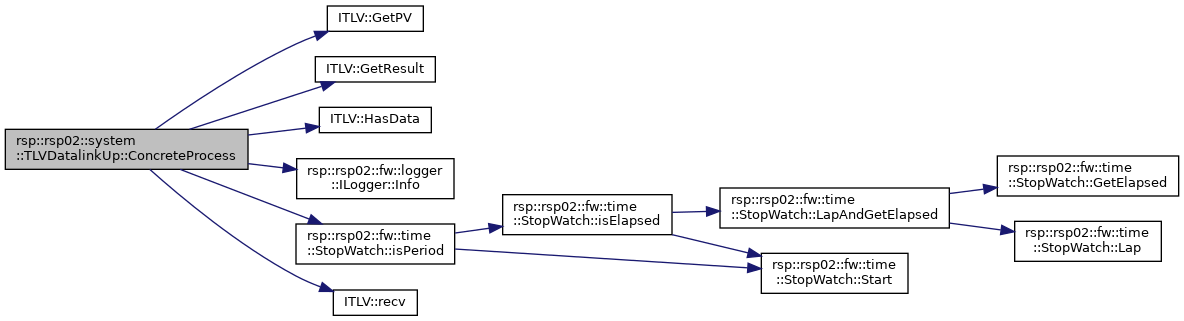 ITLV::GetPV
ITLV::GetResult
ITLV::HasData
rsp::rsp02::system
::TLVDatalinkUp::ConcreteProcess
rsp::rsp02::fw::logger
::ILogger::Info
rsp::rsp02::fw::time
::StopWatch::isPeriod
ITLV::recv
rsp::rsp02::fw::time
::StopWatch::isElapsed
rsp::rsp02::fw::time
::StopWatch::LapAndGetElapsed
rsp::rsp02::fw::time
::StopWatch::Start
rsp::rsp02::fw::time
::StopWatch::GetElapsed
rsp::rsp02::fw::time
::StopWatch::Lap